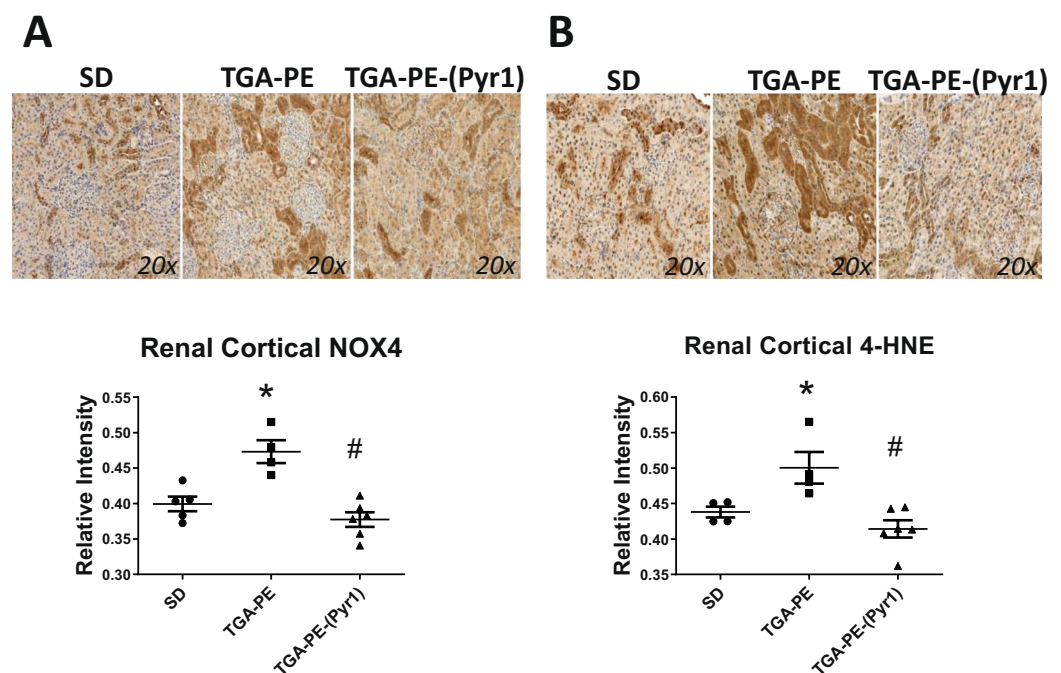 A
B
SD TGA-PE TGA-PE-(Pyr1)
SD TGA-PE TGA-PE-(Pyr1)
20x 20x 20x
20x 20x 20x
Renal Cortical NOX4
Relative Intensity
0.55
0.50
0.45
0.40
0.35
0.30
*
#
SD
TGA-PE
TGA-PE-(Pyr1)
Renal Cortical 4-HNE
Relative Intensity
0.60
0.55
0.50
0.45
0.40
0.35
*
#
SD
TGA-PE
TGA-PE-(Pyr1)